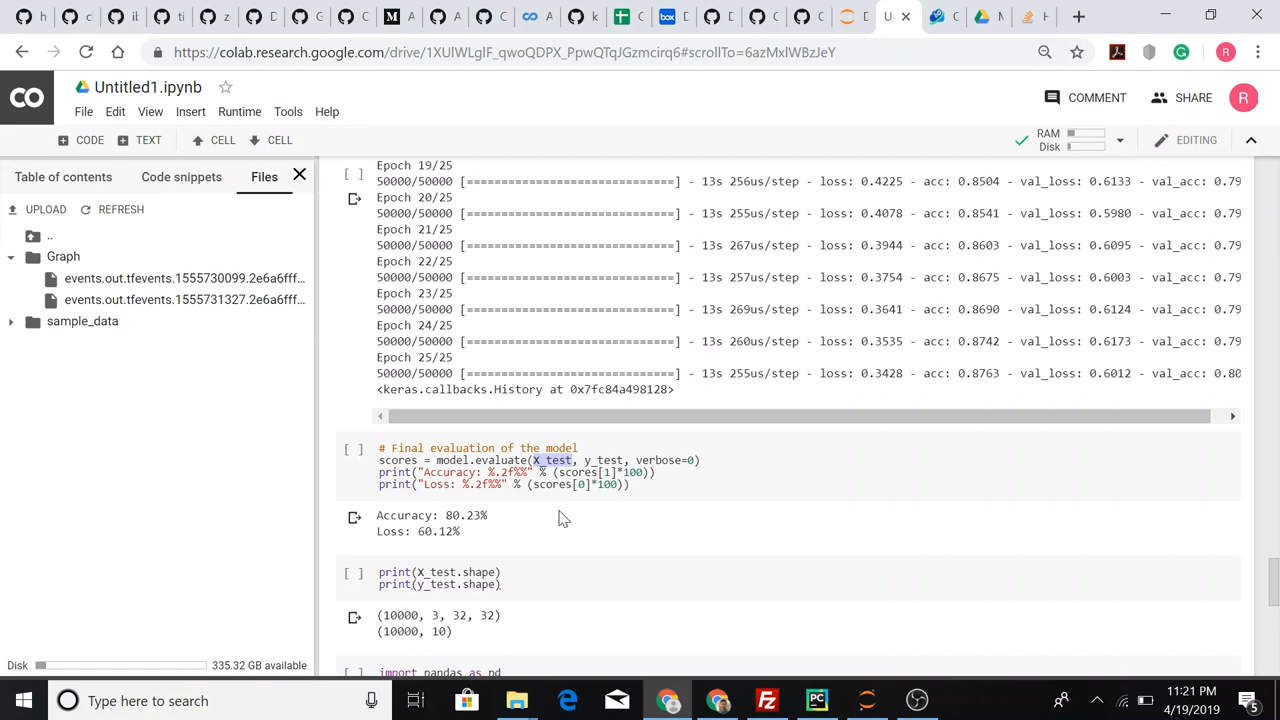 h
C
ti
z
D
G
C
M A
A
C
k
C
box D
D
C
C
D
Un
C
M
H
https://colab.research.google.com/drive/1XUlWLqlF_qwoQDPX_PpwQTqJGzmcirq6#scrollTo=6azMxlWBzJeY
R
CO
Untitled1.ipynb
COMMENT
SHARE
R
File Edit View Insert Runtime Tools Help
CODE TEXT CELL CELL
RAM
Disk
EDITING
Table of contents Code snippets Files
UPLOAD REFRESH
..
Graph
events.out.tfevents.1555730099.2e6a6fff...
events.out.tfevents.1555731327.2e6a6fff...
sample_data
Disk 335.32 GB available
Epoch 19/25
50000/50000 [==============================] - 13s 256us/step - loss: 0.4225 - acc: 0.8504 - val_loss: 0.6133 - val_acc: 0.79
Epoch 20/25
50000/50000 [==============================] - 13s 255us/step - loss: 0.4078 - acc: 0.8541 - val_loss: 0.5980 - val_acc: 0.79
Epoch 21/25
50000/50000 [==============================] - 13s 267us/step - loss: 0.3944 - acc: 0.8603 - val_loss: 0.6095 - val_acc: 0.79
Epoch 22/25
50000/50000 [==============================] - 13s 257us/step - loss: 0.3754 - acc: 0.8675 - val_loss: 0.6003 - val_acc: 0.79
Epoch 23/25
50000/50000 [==============================] - 13s 269us/step - loss: 0.3641 - acc: 0.8690 - val_loss: 0.6124 - val_acc: 0.79
Epoch 24/25
50000/50000 [==============================] - 13s 260us/step - loss: 0.3535 - acc: 0.8742 - val_loss: 0.6173 - val_acc: 0.79
Epoch 25/25
50000/50000 [==============================] - 13s 255us/step - loss: 0.3428 - acc: 0.8763 - val_loss: 0.6012 - val_acc: 0.80
<keras.callbacks.History at 0x7fc84a498128>
[ ] # Final evaluation of the model
scores = model.evaluate(X_test, y_test, verbose=0)
print("Accuracy: %.2f%%" % (scores[1]*100))
print("Loss: %.2f%%" % (scores[0]*100))
Accuracy: 80.23%
Loss: 60.12%
[ ] print(X_test.shape)
print(y_test.shape)
(10000, 3, 32, 32)
(10000, 10)
[ ] import pandas as pd
Type here to search
11:21 PM
4/19/2019
5